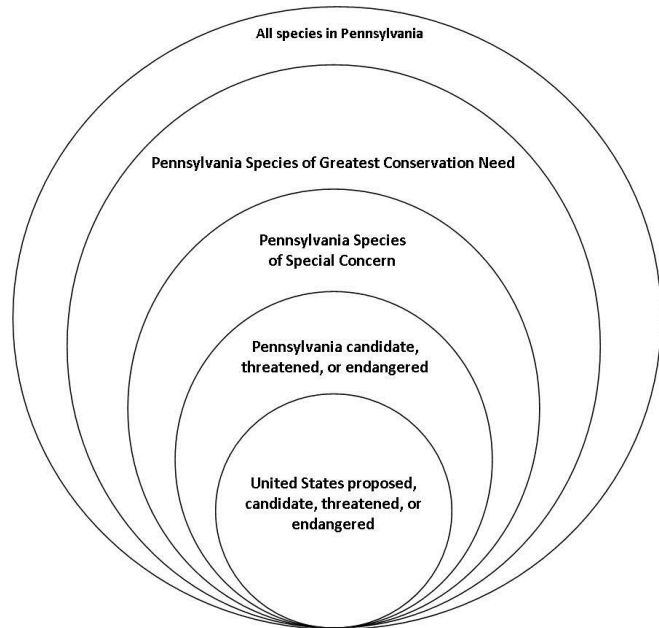 All species in Pennsylvania
Pennsylvania Species of Greatest Conservation Need
Pennsylvania Species
of Special Concern
Pennsylvania candidate,
threatened, or endangered
United States proposed,
candidate, threatened, or
endangered